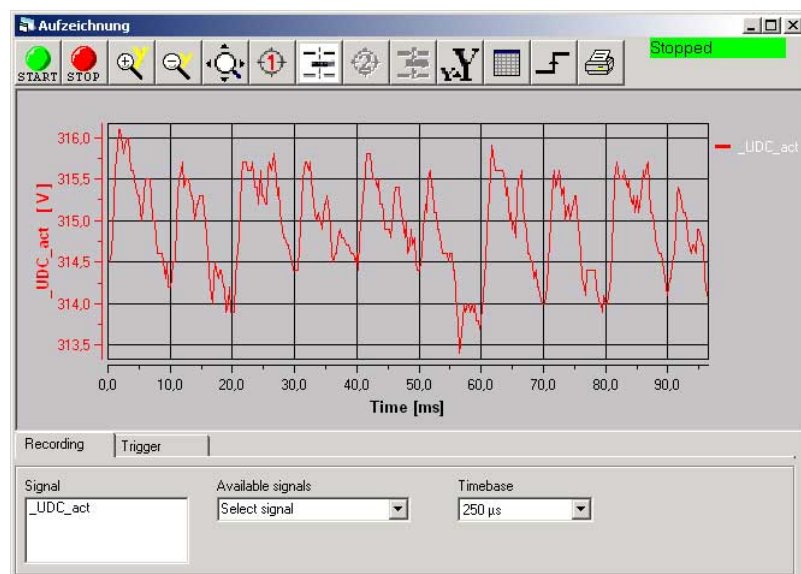 Aufzeichnung
START STOP Y Y 1 2 Y Y Stopped
316,0
315,5
315,0
314,5
314,0
313,5
_UDC_act [ V ]
_UDC_act
0,0 10,0 20,0 30,0 40,0 50,0 60,0 70,0 80,0 90,0
Time [ms]
Recording Trigger
Signal Available signals Timebase
_UDC_act Select signal 250 µs